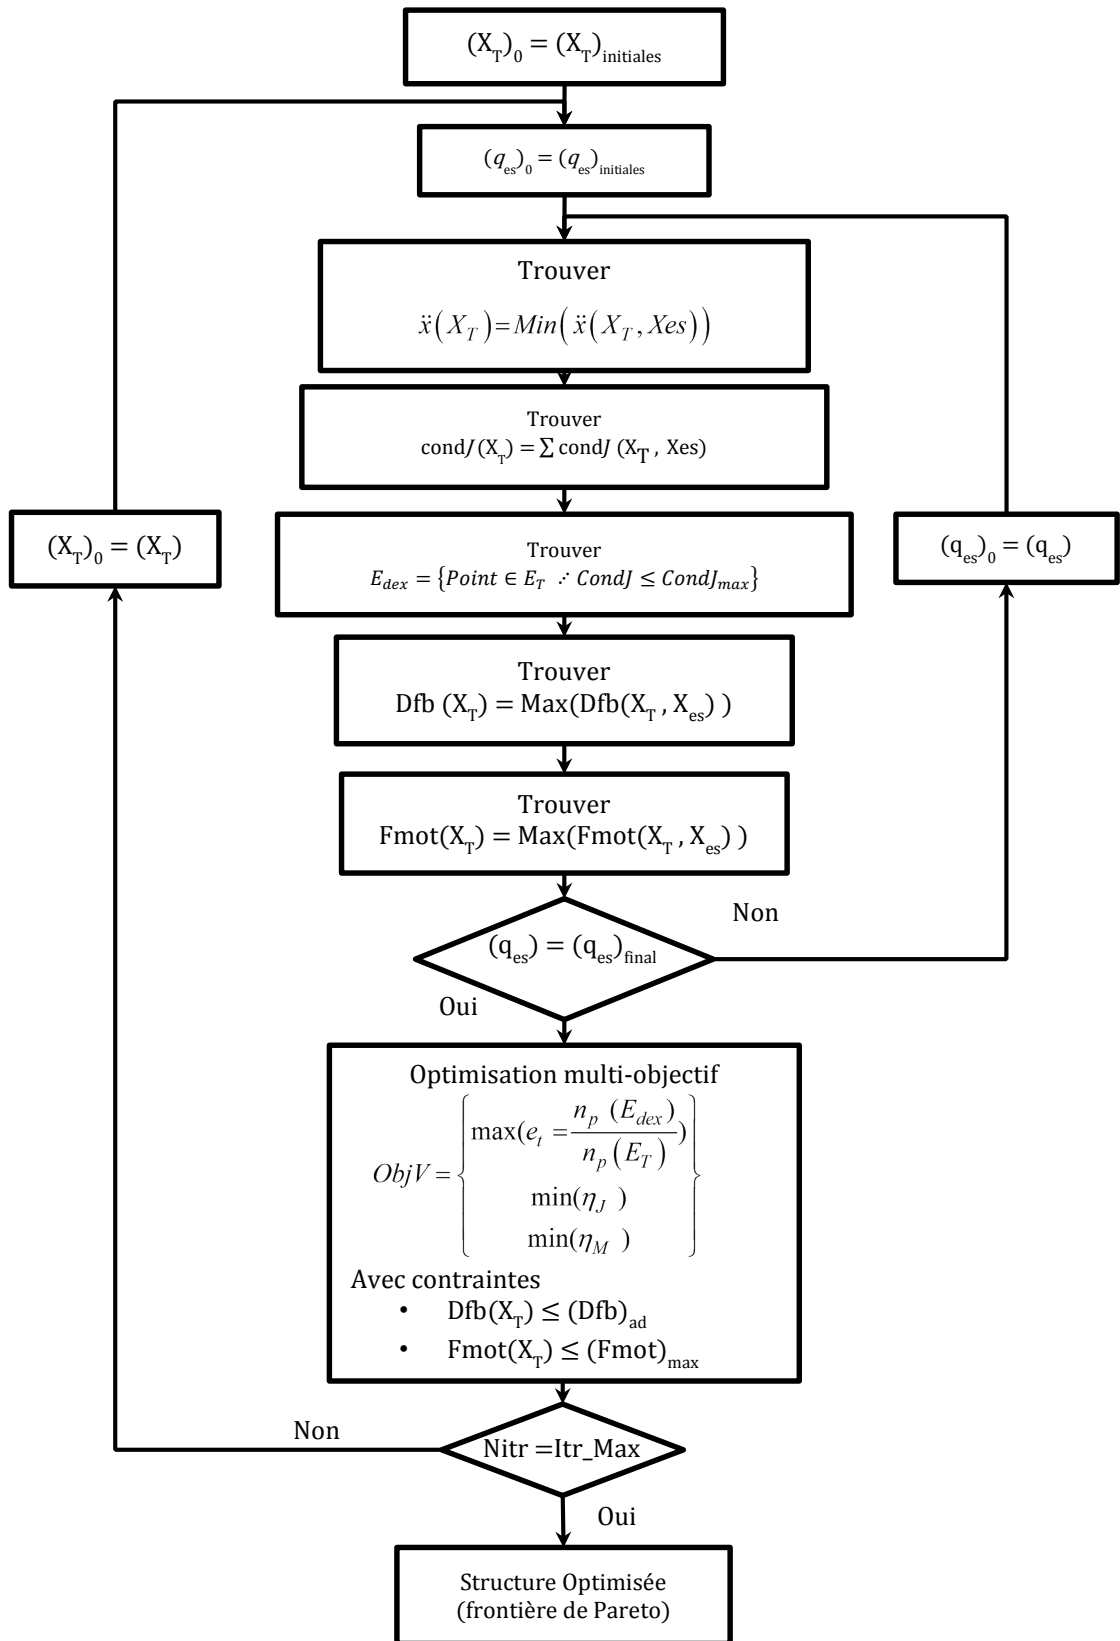 (X_T)_0 = (X_T)_initiales
(q_es)_0 = (q_es)_initiales
Trouver
ẍ(X_T) = Min(ẍ(X_T, Xes))
Trouver
condJ(X_T) = ∑ condJ (X_T , Xes)
Trouver
E_dex = {Point ∈ E_T ⋰ CondJ ≤ CondJ_max}
(X_T)_0 = (X_T)
(q_es)_0 = (q_es)
Trouver
Dfb (X_T) = Max(Dfb(X_T , X_es) )
Trouver
Fmot(X_T) = Max(Fmot(X_T , X_es) )
Non
(q_es) = (q_es)_final
Oui
Optimisation multi-objectif
ObjV = { max(e_t = n_p (E_dex) / n_p (E_T) )
min(η_J )
min(η_M ) }
Avec contraintes
• Dfb(X_T) ≤ (Dfb)_ad
• Fmot(X_T) ≤ (Fmot)_max
Non
Nitr =Itr_Max
Oui
Structure Optimisée
(frontière de Pareto)